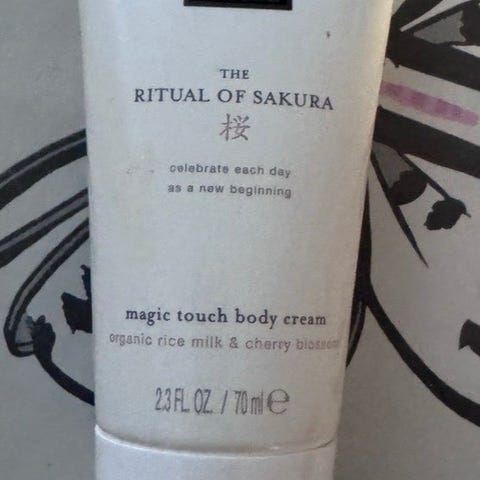 THE
RITUAL OF SAKURA
桜
celebrate each day
as a new beginning
magic touch body cream
organic rice milk & cherry blossom
2.3 FL. OZ. / 70 ml ℮